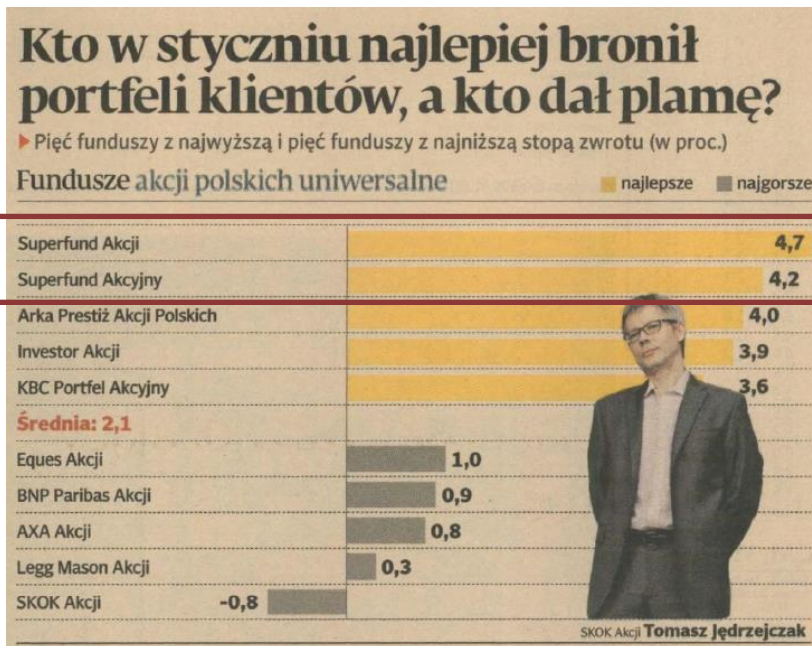 Kto w styczniu najlepiej bronił
portfeli klientów, a kto dał plamę?
Pięć funduszy z najwyższą i pięć funduszy z najniższą stopą zwrotu (w proc.)
Fundusze akcji polskich uniwersalne najlepsze najgorsze
Superfund Akcji 4,7
Superfund Akcyjny 4,2
Arka Prestiż Akcji Polskich 4,0
Investor Akcji 3,9
KBC Portfel Akcyjny 3,6
Średnia: 2,1
Eques Akcji 1,0
BNP Paribas Akcji 0,9
AXA Akcji 0,8
Legg Mason Akcji 0,3
SKOK Akcji -0,8
SKOK Akcji Tomasz Jędrzejczak